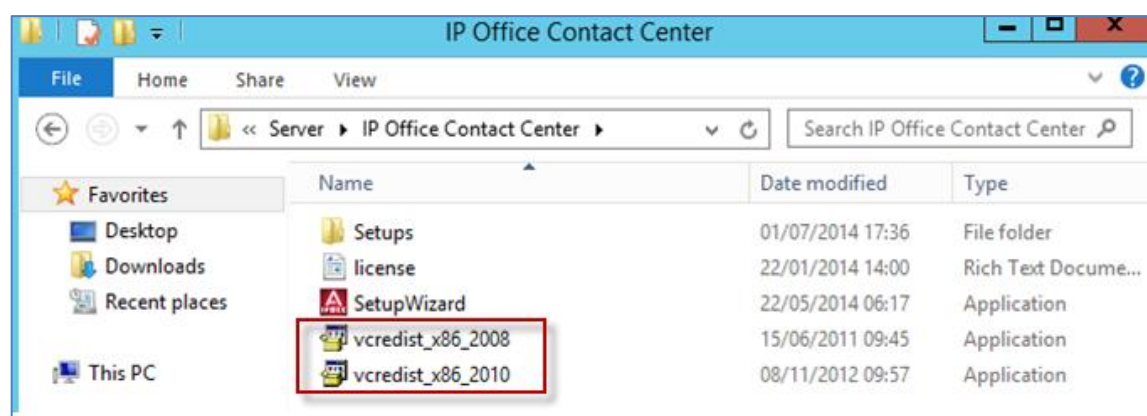 IP Office Contact Center
File Home Share View
« Server IP Office Contact Center Search IP Office Contact Center
Name Date modified Type
Favorites
Desktop
Downloads
Recent places
This PC
Setups 01/07/2014 17:36 File folder
license 22/01/2014 14:00 Rich Text Docume...
SetupWizard 22/05/2014 06:17 Application
vcredist_x86_2008 15/06/2011 09:45 Application
vcredist_x86_2010 08/11/2012 09:57 Application